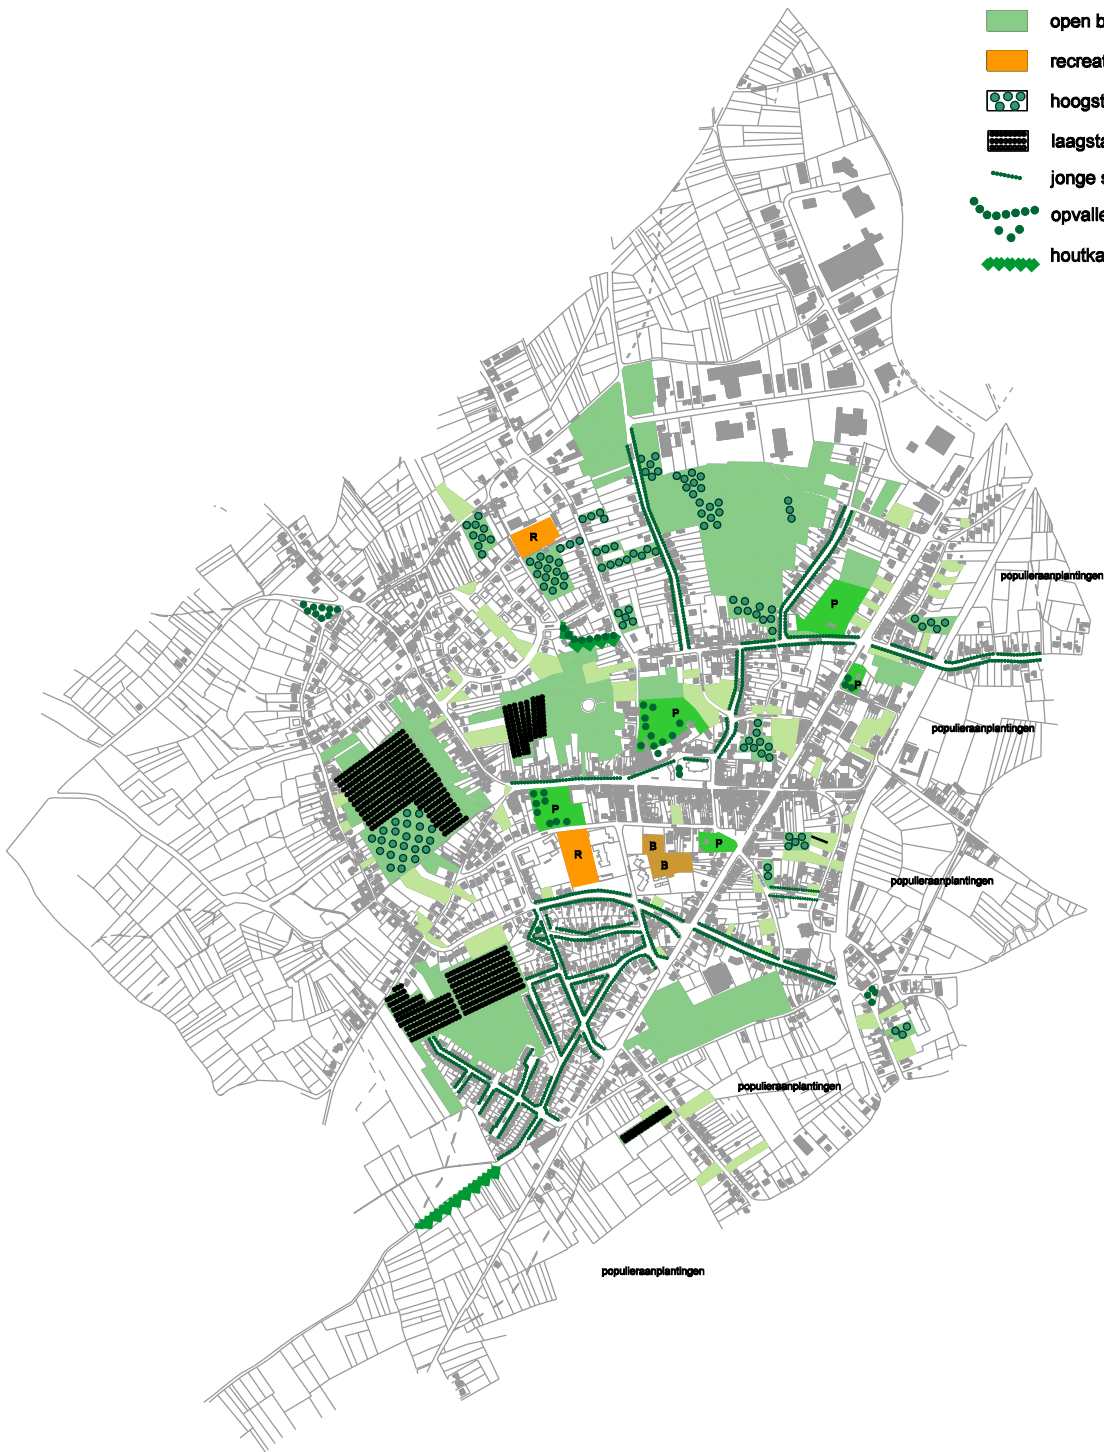 open b
recreat
hoogst
laagsta
jonge s
opvalle
houtka
R
populieraanplantingen
P
P
P
populieraanplantingen
P
B
P
R
B
populieraanplantingen
populieraanplantingen
populieraanplantingen